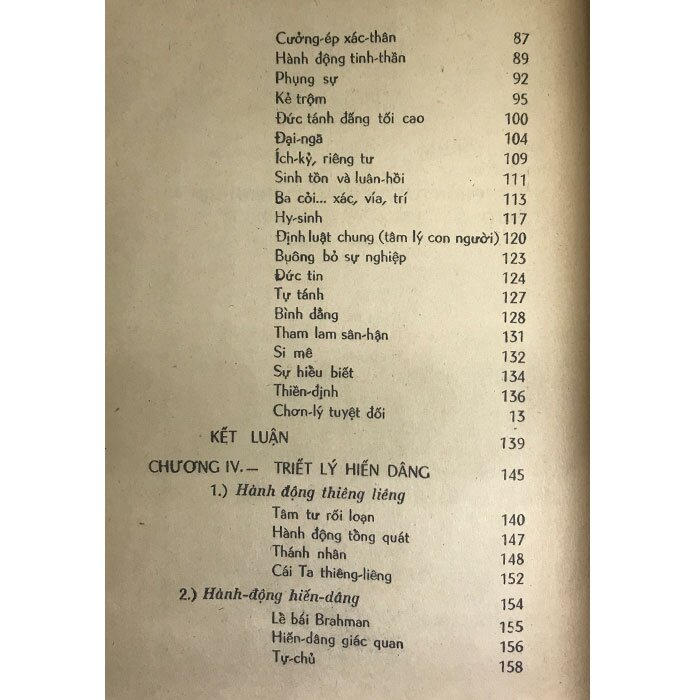 Cưởng-ép xác-thân 87
Hành động tinh-thần 89
Phụng sự 92
Kẻ trộm 95
Đức tánh đấng tối cao 100
Đại-ngã 104
Ích-kỷ, riêng tư 109
Sinh tồn và luân-hồi 111
Ba cỏi... xác, vía, trí 113
Hy-sinh 117
Định luật chung (tâm lý con người) 120
Buông bỏ sự nghiệp 123
Đức tin 124
Tự tánh 127
Bình đẳng 128
Tham lam sân-hận 131
Si mê 132
Sự hiểu biết 134
Thiền-định 136
Chơn-lý tuyệt đối 13
KẾT LUẬN 139
CHƯƠNG IV.— TRIẾT LÝ HIẾN DÂNG 145
1.) Hành động thiêng liêng
Tâm tư rối loạn 140
Hành động tổng quát 147
Thánh nhân 148
Cái Ta thiêng-liêng 152
2.) Hành-động hiến-dâng 154
Lề bái Brahman 155
Hiến-dâng giác quan 156
Tự-chủ 158